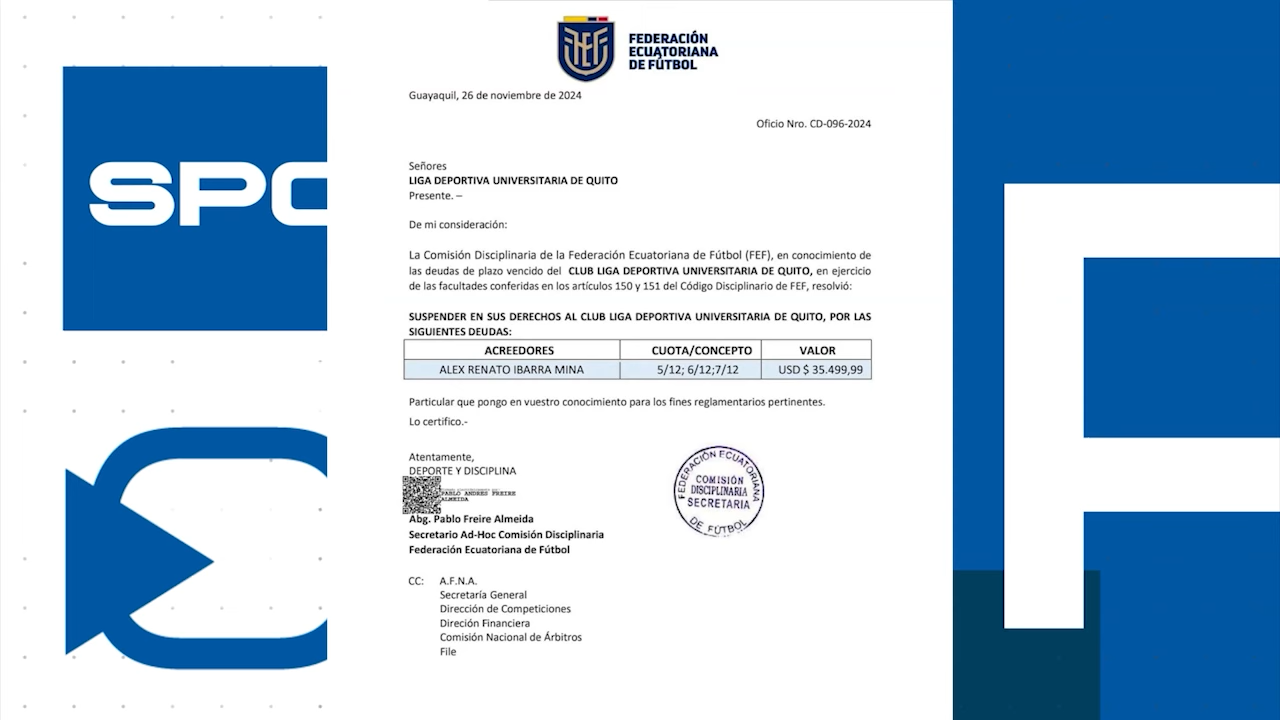 SPO
FEDERACIÓN
ECUATORIANA
DE FÚTBOL
Guayaquil, 26 de noviembre de 2024
Oficio Nro. CD-096-2024
Señores
LIGA DEPORTIVA UNIVERSITARIA DE QUITO
Presente. –
De mi consideración:
La Comisión Disciplinaria de la Federación Ecuatoriana de Fútbol (FEF), en conocimiento de
las deudas de plazo vencido del CLUB LIGA DEPORTIVA UNIVERSITARIA DE QUITO, en ejercicio
de las facultades conferidas en los artículos 150 y 151 del Código Disciplinario de FEF, resolvió:
SUSPENDER EN SUS DERECHOS AL CLUB LIGA DEPORTIVA UNIVERSITARIA DE QUITO, POR LAS
SIGUIENTES DEUDAS:
ACREEDORES CUOTA/CONCEPTO VALOR
ALEX RENATO IBARRA MINA 5/12; 6/12;7/12 USD $ 35.499,99
Particular que pongo en vuestro conocimiento para los fines reglamentarios pertinentes.
Lo certifico.-
Atentamente,
DEPORTE Y DISCIPLINA
PABLO ANDRES FREIRE
ALMEIDA
Abg. Pablo Freire Almeida
Secretario Ad-Hoc Comisión Disciplinaria
Federación Ecuatoriana de Fútbol
FEDERACIÓN ECUATORIANA
COMISIÓN
DISCIPLINARIA
SECRETARIA
DE FÚTBOL
CC: A.F.N.A.
Secretaría General
Dirección de Competiciones
Direción Financiera
Comisión Nacional de Árbitros
File